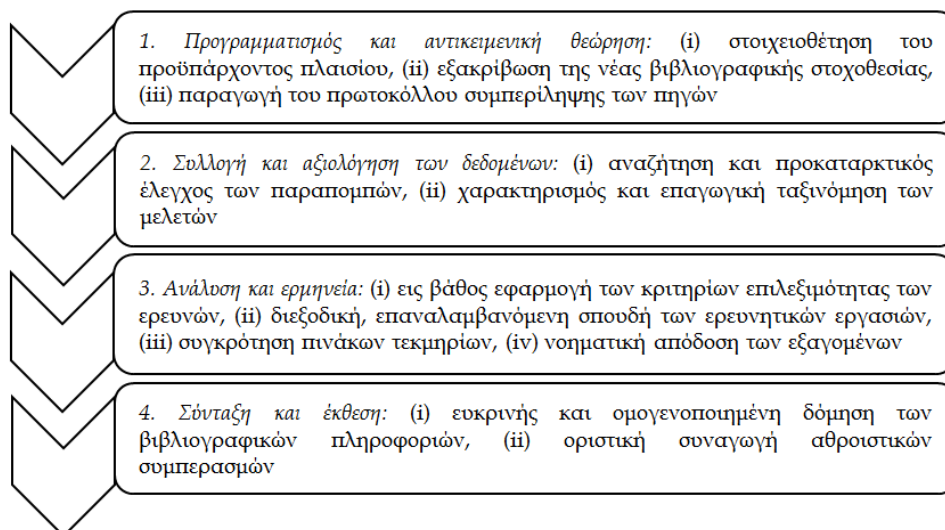 1. Προγραμματισμός και αντικειμενική θεώρηση: (i) στοιχειοθέτηση του
προϋπάρχοντος πλαισίου, (ii) εξακρίβωση της νέας βιβλιογραφικής στοχοθεσίας,
(iii) παραγωγή του πρωτοκόλλου συμπερίληψης των πηγών
2. Συλλογή και αξιολόγηση των δεδομένων: (i) αναζήτηση και προκαταρκτικός
έλεγχος των παραπομπών, (ii) χαρακτηρισμός και επαγωγική ταξινόμηση των
μελετών
3. Ανάλυση και ερμηνεία: (i) εις βάθος εφαρμογή των κριτηρίων επιλεξιμότητας των
ερευνών, (ii) διεξοδική, επαναλαμβανόμενη σπουδή των ερευνητικών εργασιών,
(iii) συγκρότηση πινάκων τεκμηρίων, (iv) νοηματική απόδοση των εξαγομένων
4. Σύνταξη και έκθεση: (i) ευκρινής και ομογενοποιημένη δόμηση των
βιβλιογραφικών πληροφοριών, (ii) οριστική συναγωγή αθροιστικών
συμπερασμών